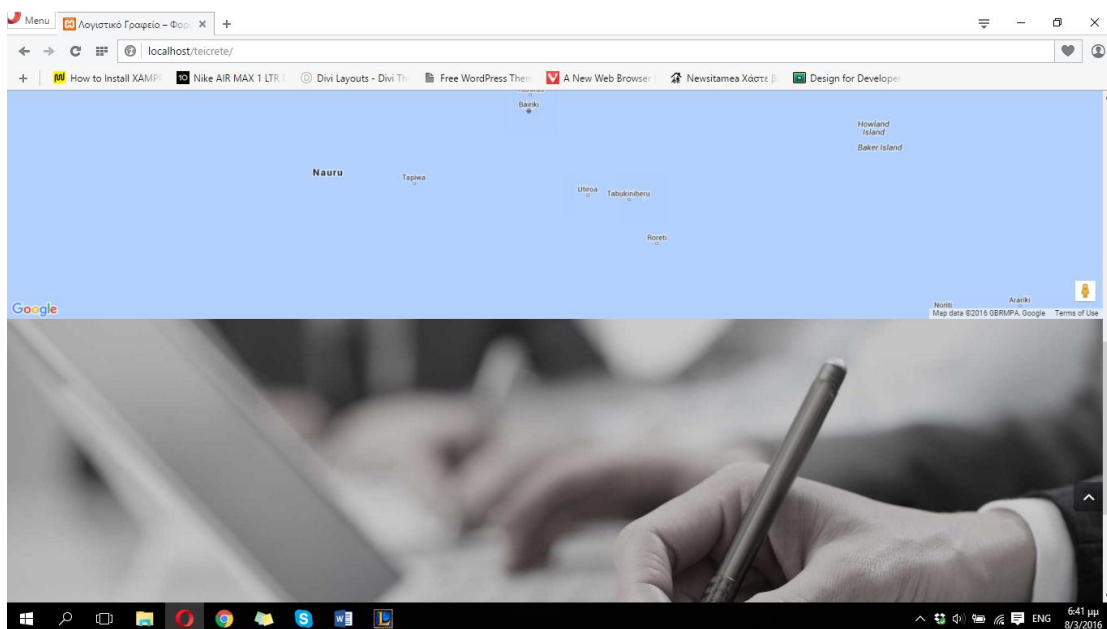 Menu
Λογιστικό Γραφείο – Φορ
localhost/teicrete/
How to Install XAMP
Nike AIR MAX 1 LTR
Divi Layouts - Divi Th
Free WordPress Them
A New Web Browser
Newsitamea Χάστε β
Design for Developer
Bairiki
Howland
Island
Baker Island
Nauru
Tapiwa
Utiroa
Tabukiniberu
Roreti
Google
Noriti
Arariki
Map data ©2016 GBRMPA, Google
Terms of Use
ENG
6:41 μμ
8/3/2016